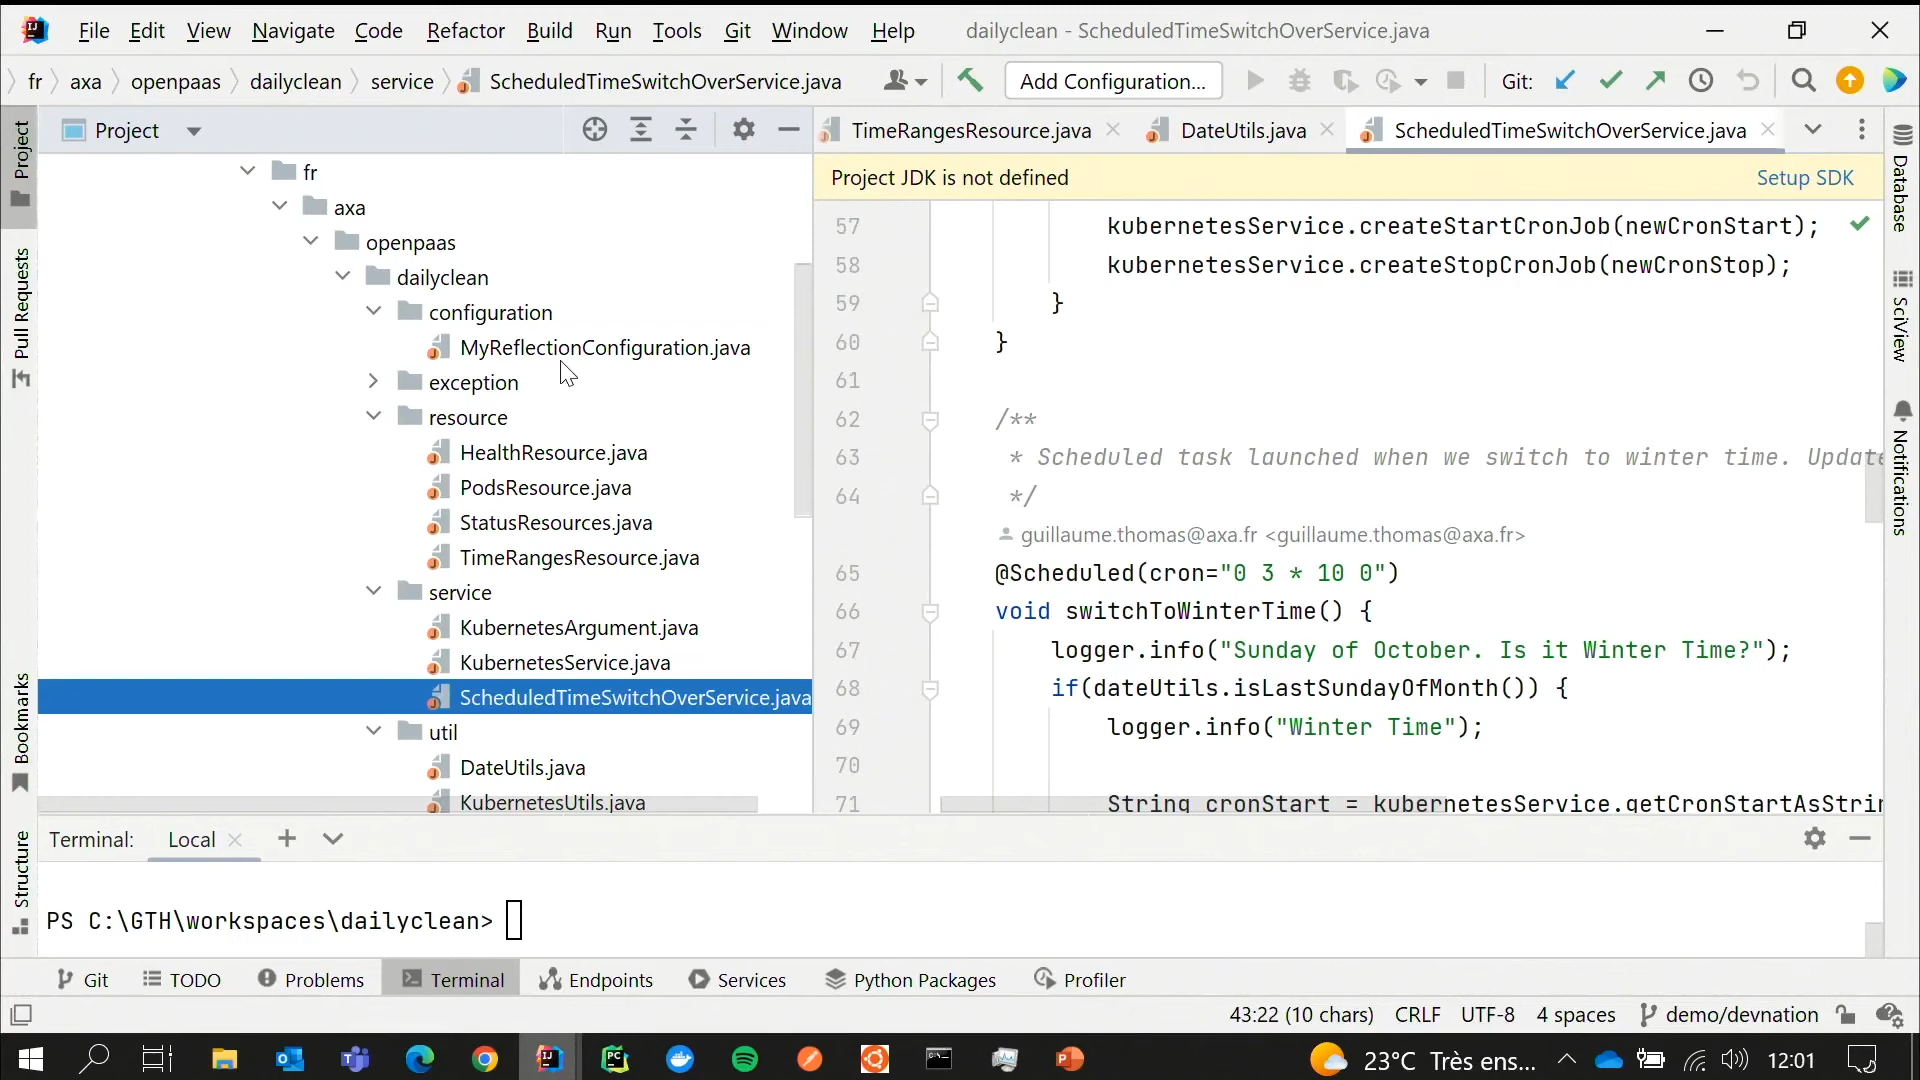 File Edit View Navigate Code Refactor Build Run Tools Git Window Help dailyclean - ScheduledTimeSwitchOverService.java
fr axa openpaas dailyclean service ScheduledTimeSwitchOverService.java Add Configuration... Git:
Project
TimeRangesResource.java DateUtils.java ScheduledTimeSwitchOverService.java
Project JDK is not defined Setup SDK
Project
Pull Requests
Bookmarks
Structure
fr
axa
openpaas
dailyclean
configuration
MyReflectionConfiguration.java
exception
resource
HealthResource.java
PodsResource.java
StatusResources.java
TimeRangesResource.java
service
KubernetesArgument.java
KubernetesService.java
ScheduledTimeSwitchOverService.java
util
DateUtils.java
KubernetesUtils.java
57 kubernetesService.createStartCronJob(newCronStart);
58 kubernetesService.createStopCronJob(newCronStop);
59 }
60 }
61
62 /**
63 * Scheduled task launched when we switch to winter time. Update
64 */
guillaume.thomas@axa.fr <guillaume.thomas@axa.fr>
65 @Scheduled(cron="0 3 * 10 0")
66 void switchToWinterTime() {
67 logger.info("Sunday of October. Is it Winter Time?");
68 if(dateUtils.isLastSundayOfMonth()) {
69 logger.info("Winter Time");
70
71 String cronStart = kubernetesService.getCronStartAsStrin
Database
SciView
Notifications
Terminal: Local
PS C:\GTH\workspaces\dailyclean>
Git TODO Problems Terminal Endpoints Services Python Packages Profiler
43:22 (10 chars) CRLF UTF-8 4 spaces demo/devnation
23°C Très ens... 12:01